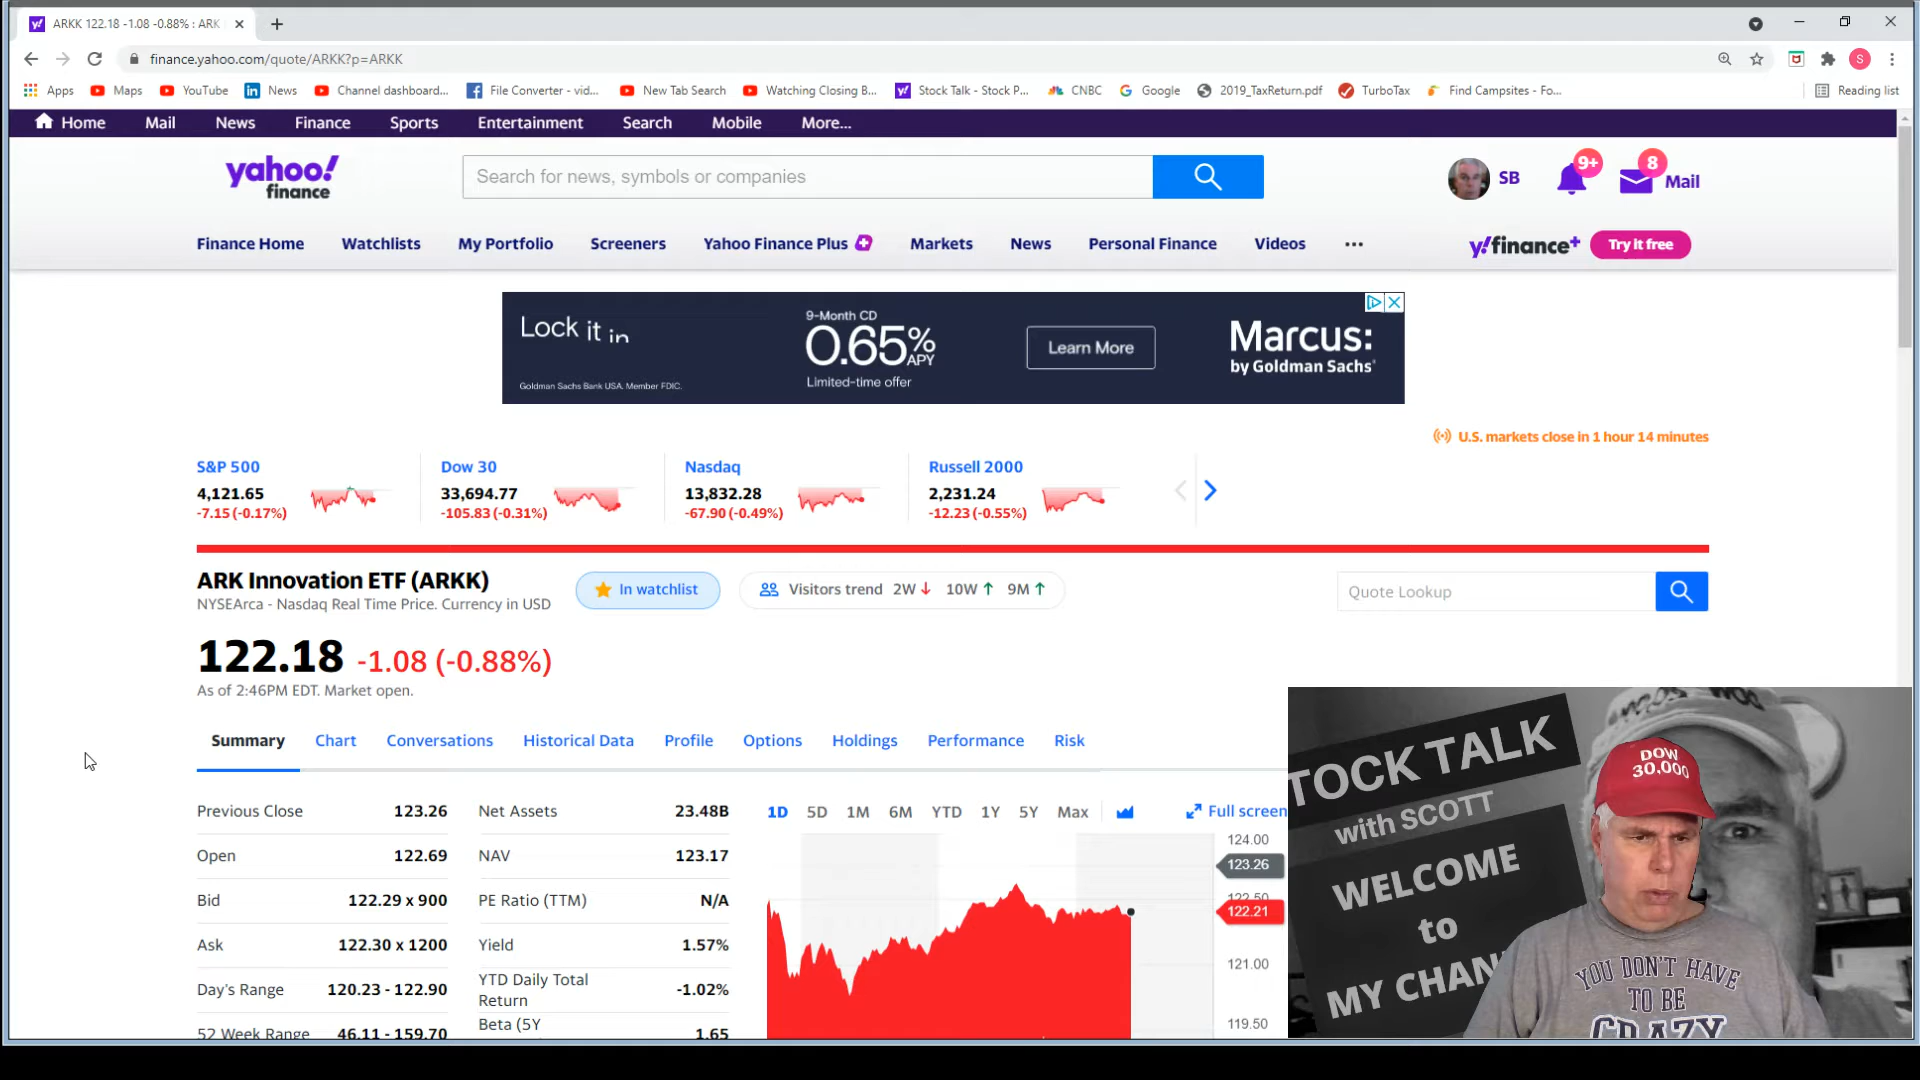 ARKK 122.18 -1.08 -0.88% : ARK
finance.yahoo.com/quote/ARKK?p=ARKK
S
Apps Maps YouTube News Channel dashboard... File Converter - vid... New Tab Search Watching Closing B... Stock Talk - Stock P... CNBC Google 2019_TaxReturn.pdf TurboTax Find Campsites - Fo... Reading list
Home Mail News Finance Sports Entertainment Search Mobile More...
yahoo!
finance
Search for news, symbols or companies
SB
9+
8
Mail
Finance Home Watchlists My Portfolio Screeners Yahoo Finance Plus Markets News Personal Finance Videos ...
y!finance+ Try it free
Lock it in
Goldman Sachs Bank USA. Member FDIC.
9-Month CD
0.65% APY
Limited-time offer
Learn More
Marcus:
by Goldman Sachs®
U.S. markets close in 1 hour 14 minutes
S&P 500
4,121.65
-7.15 (-0.17%)
Dow 30
33,694.77
-105.83 (-0.31%)
Nasdaq
13,832.28
-67.90 (-0.49%)
Russell 2000
2,231.24
-12.23 (-0.55%)
ARK Innovation ETF (ARKK)
NYSEArca - Nasdaq Real Time Price. Currency in USD
In watchlist
Visitors trend 2W↓ 10W↑ 9M↑
Quote Lookup
122.18 -1.08 (-0.88%)
As of 2:46PM EDT. Market open.
Summary Chart Conversations Historical Data Profile Options Holdings Performance Risk
Previous Close 123.26
Open 122.69
Bid 122.29 x 900
Ask 122.30 x 1200
Day's Range 120.23 - 122.90
52 Week Range 46.11 - 159.70
Net Assets 23.48B
NAV 123.17
PE Ratio (TTM) N/A
Yield 1.57%
YTD Daily Total
Return -1.02%
Beta (5Y 1.65
1D 5D 1M 6M YTD 1Y 5Y Max Full screen
124.00
123.26
122.50
122.21
121.00
119.50
TOCK TALK
with SCOTT
WELCOME
to
MY CHAN
DOW
30,000
YOU DON'T HAVE
TO BE
CRAZY